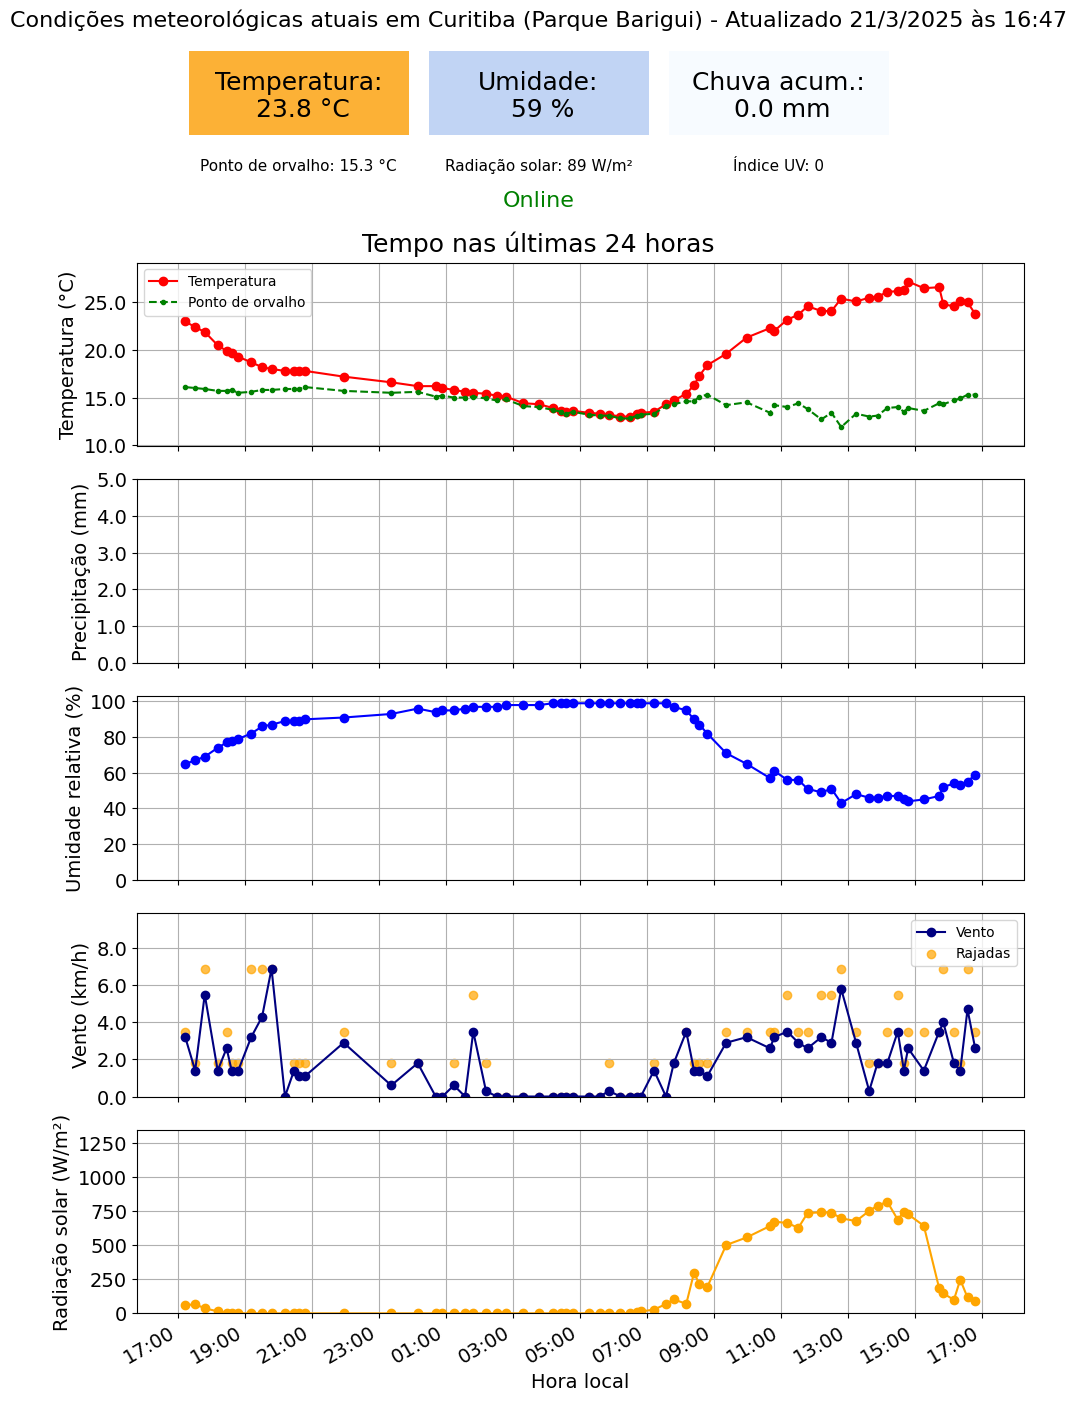 Condições meteorológicas atuais em Curitiba (Parque Barigui) - Atualizado 21/3/2025 às 16:47
Temperatura:
23.8 °C
Umidade:
59 %
Chuva acum.:
0.0 mm
Ponto de orvalho: 15.3 °C
Radiação solar: 89 W/m²
Índice UV: 0
Online
Tempo nas últimas 24 horas
Temperatura (°C)
25.0
20.0
15.0
10.0
Temperatura
Ponto de orvalho
Precipitação (mm)
5.0
4.0
3.0
2.0
1.0
0.0
Umidade relativa (%)
100
80
60
40
20
0
Vento (km/h)
8.0
6.0
4.0
2.0
0.0
Vento
Rajadas
Radiação solar (W/m²)
1250
1000
750
500
250
0
17:00
19:00
21:00
23:00
01:00
03:00
05:00
07:00
09:00
11:00
13:00
15:00
17:00
Hora local